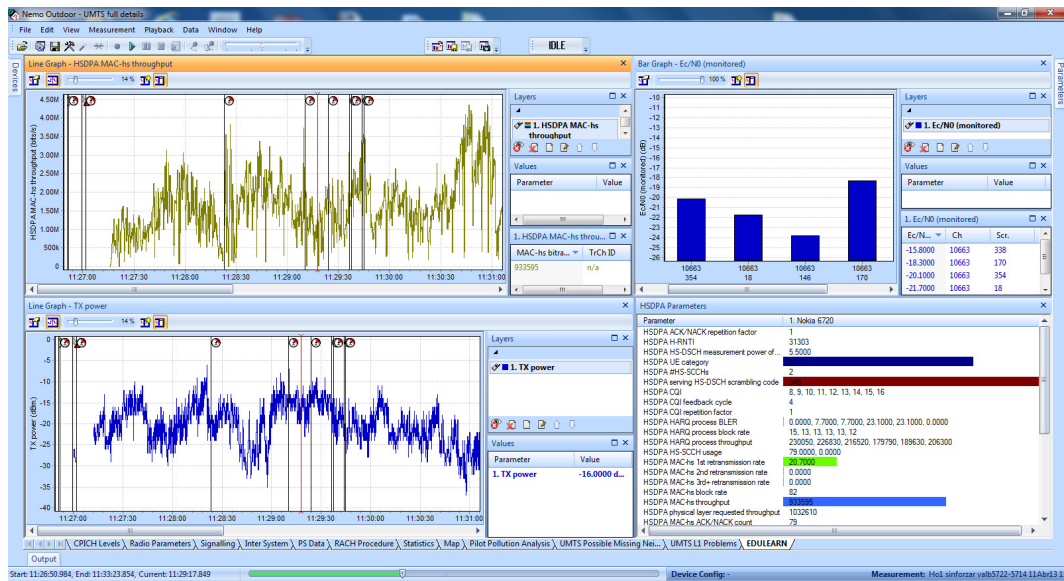 Nemo Outdoor - UMTS full details
File Edit View Measurement Playback Data Window Help
IDLE
Devices
Parameters
Line Graph - HSDPA MAC-hs throughput
14 %
HSDPA MAC-hs throughput (bits/s)
4.50M
4.00M
3.50M
3.00M
2.50M
2.00M
1.50M
1.00M
500k
0
11:27:00 11:27:30 11:28:00 11:28:30 11:29:00 11:29:30 11:30:00 11:30:30 11:31:00
Layers
1. HSDPA MAC-hs throughput
Values
Parameter Value
1. HSDPA MAC-hs throu...
MAC-hs bitra... TrCh ID
933595 n/a
Bar Graph - Ec/N0 (monitored)
100 %
Ec/N0 (monitored) (dB)
-10
-11
-12
-13
-14
-15
-16
-17
-18
-19
-20
-21
-22
-23
-24
-25
-26
10663 10663 10663 10663
354 18 146 170
Layers
1. Ec/N0 (monitored)
Values
Parameter Value
1. Ec/N0 (monitored)
Ec/N... Ch Scr.
-15.8000 10663 338
-18.3000 10663 170
-20.1000 10663 354
-21.7000 10663 18
Line Graph - TX power
14 %
TX power (dBm)
0
-5
-10
-15
-20
-25
-30
-35
-40
11:27:00 11:27:30 11:28:00 11:28:30 11:29:00 11:29:30 11:30:00 11:30:30 11:31:00
Layers
1. TX power
Values
Parameter Value
1. TX power -16.0000 d...
HSDPA Parameters
Parameter 1. Nokia 6720
HSDPA ACK/NACK repetition factor 1
HSDPA H-RNTI 31303
HSDPA HS-DSCH measurement power of... 5.5000
HSDPA UE category
HSDPA #HS-SCCHs 2
HSDPA serving HS-DSCH scrambling code
HSDPA CQI 8, 9, 10, 11, 12, 13, 14, 15, 16
HSDPA CQI feedback cycle 4
HSDPA CQI repetition factor 1
HSDPA HARQ process BLER 0.0000, 7.7000, 7.7000, 23.1000, 23.1000, 0.0000
HSDPA HARQ process block rate 15, 13, 13, 13, 13, 12
HSDPA HARQ process throughput 230050, 226830, 216520, 179790, 189630, 206300
HSDPA HS-SCCH usage 79.0000, 0.0000
HSDPA MAC-hs 1st retransmission rate 20.7000
HSDPA MAC-hs 2nd retransmission rate 0.0000
HSDPA MAC-hs 3rd+ retransmission rate 0.0000
HSDPA MAC-hs block rate 82
HSDPA MAC-hs throughput 933595
HSDPA physical layer requested throughput 1032610
HSDPA MAC-hs ACK/NACK count 79
CPICH Levels Radio Parameters Signalling Inter System PS Data RACH Procedure Statistics Map Pilot Pollution Analysis UMTS Possible Missing Nei... UMTS L1 Problems EDULEARN
Output
Start: 11:26:50.984, End: 11:33:23.854, Current: 11:29:17.849
Device Config: -
Measurement: Ho1 sinforzar valb5722-5714 11Abr13 1